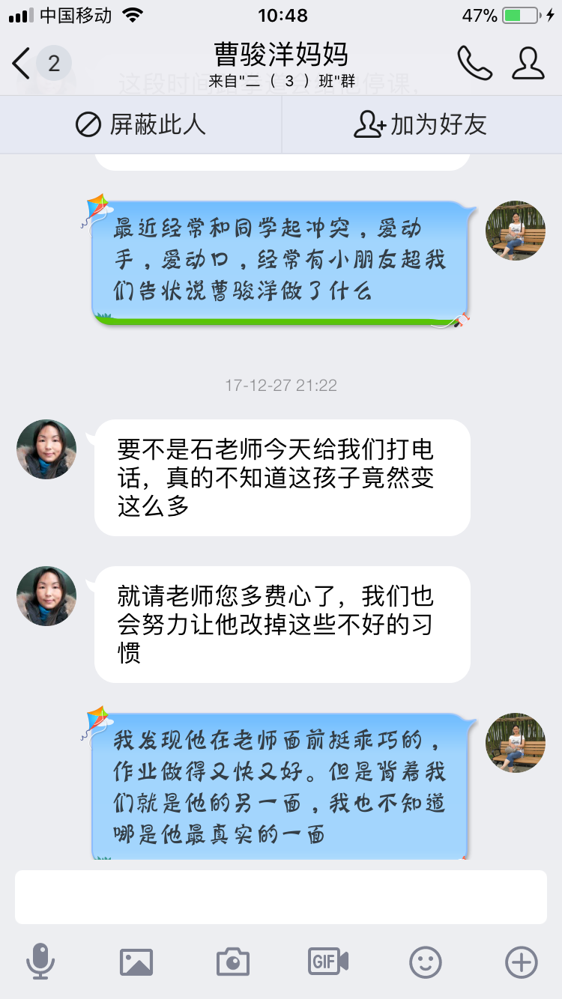 中国移动
10:48
47%
2
曹骏洋妈妈
来自"二（3）班"群
这段时间跆拳道会给他停课，
屏蔽此人
加为好友
最近经常和同学起冲突，爱动
手，爱动口，经常有小朋友超我
们告状说曹骏洋做了什么
17-12-27 21:22
要不是石老师今天给我们打电
话，真的不知道这孩子竟然变
这么多
就请老师您多费心了，我们也
会努力让他改掉这些不好的习
惯
我发现他在老师面前挺乖巧的，
作业做得又快又好。但是背着我
们就是他的另一面，我也不知道
哪是他最真实的一面
GIF